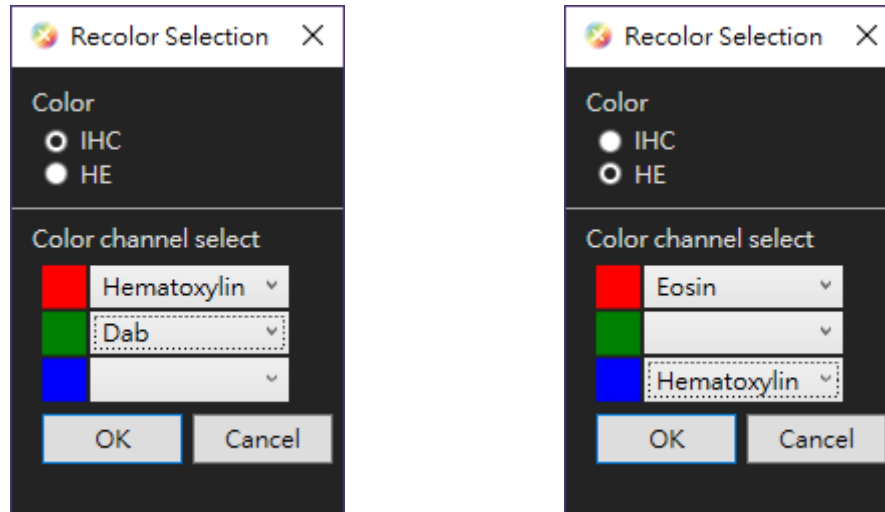 Recolor Selection
Color
IHC
HE
Color channel select
Hematoxylin
Dab
OK Cancel
Recolor Selection
Color
IHC
HE
Color channel select
Eosin
Hematoxylin
OK Cancel